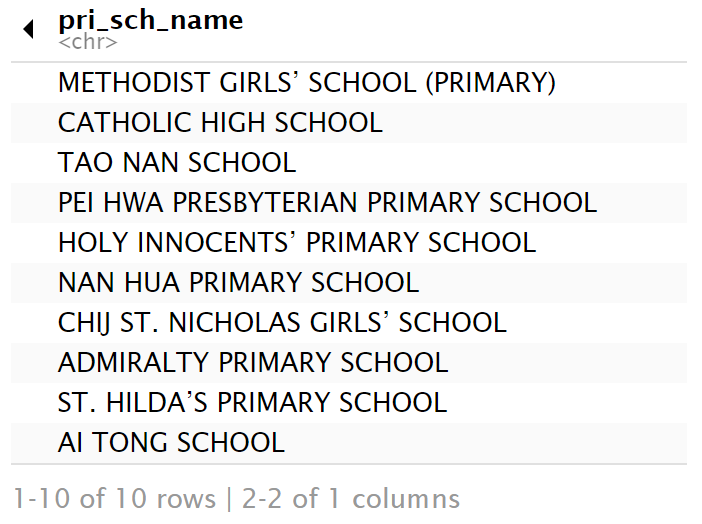 pri_sch_name
<chr>
METHODIST GIRLS’ SCHOOL (PRIMARY)
CATHOLIC HIGH SCHOOL
TAO NAN SCHOOL
PEI HWA PRESBYTERIAN PRIMARY SCHOOL
HOLY INNOCENTS’ PRIMARY SCHOOL
NAN HUA PRIMARY SCHOOL
CHIJ ST. NICHOLAS GIRLS’ SCHOOL
ADMIRALTY PRIMARY SCHOOL
ST. HILDA’S PRIMARY SCHOOL
AI TONG SCHOOL
1-10 of 10 rows | 2-2 of 1 columns